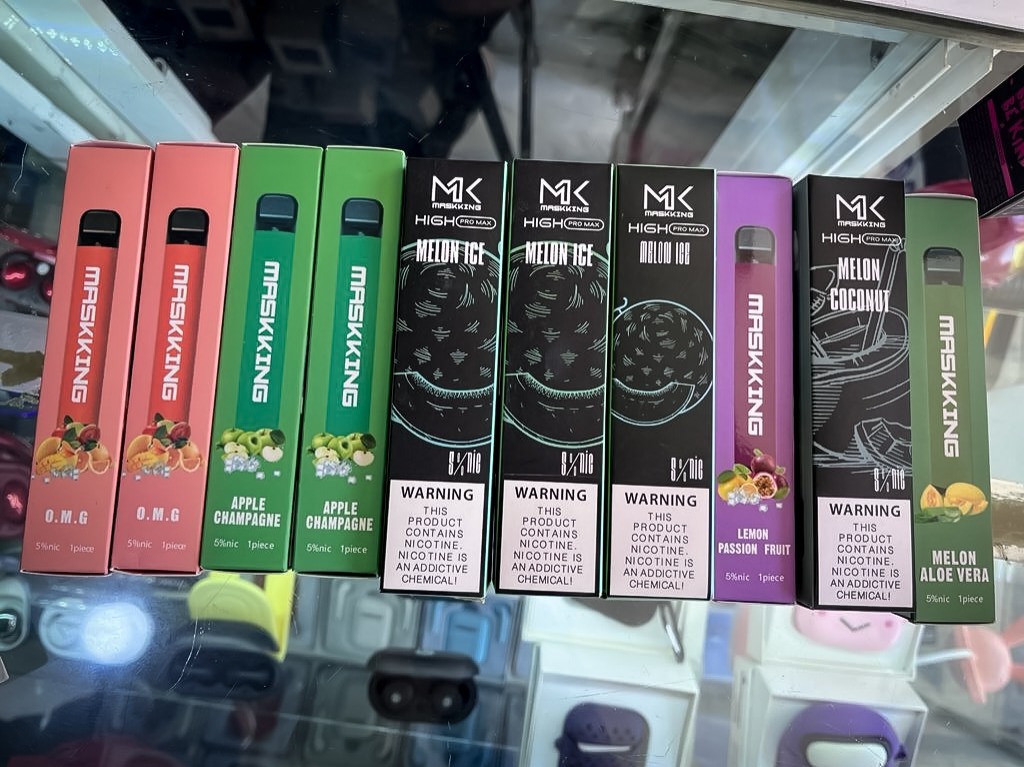 MASKKING
O.M.G
5%nic 1piece
MASKKING
O.M.G
5%nic 1piece
MASKKING
APPLE
CHAMPAGNE
5%nic 1piece
MASKKING
APPLE
CHAMPAGNE
5%nic 1piece
MK
MASKKING
HIGH PRO MAX
MELON ICE
5%nic
WARNING
THIS
PRODUCT
CONTAINS
NICOTINE.
NICOTINE IS
AN ADDICTIVE
CHEMICAL!
MK
MASKKING
HIGH PRO MAX
MELON ICE
5%nic
WARNING
THIS
PRODUCT
CONTAINS
NICOTINE.
NICOTINE IS
AN ADDICTIVE
CHEMICAL!
MK
MASKKING
HIGH PRO MAX
MELON ICE
5%nic
WARNING
THIS
PRODUCT
CONTAINS
NICOTINE.
NICOTINE IS
AN ADDICTIVE
CHEMICAL!
MASKKING
LEMON
PASSION FRUIT
5%nic 1piece
MK
MASKKING
HIGH PRO MAX
MELON
COCONUT
5%nic
WARNING
THIS
PRODUCT
CONTAINS
NICOTINE.
NICOTINE IS
AN ADDICTIVE
CHEMICAL!
MASKKING
MELON
ALOE VERA
5%nic 1piece